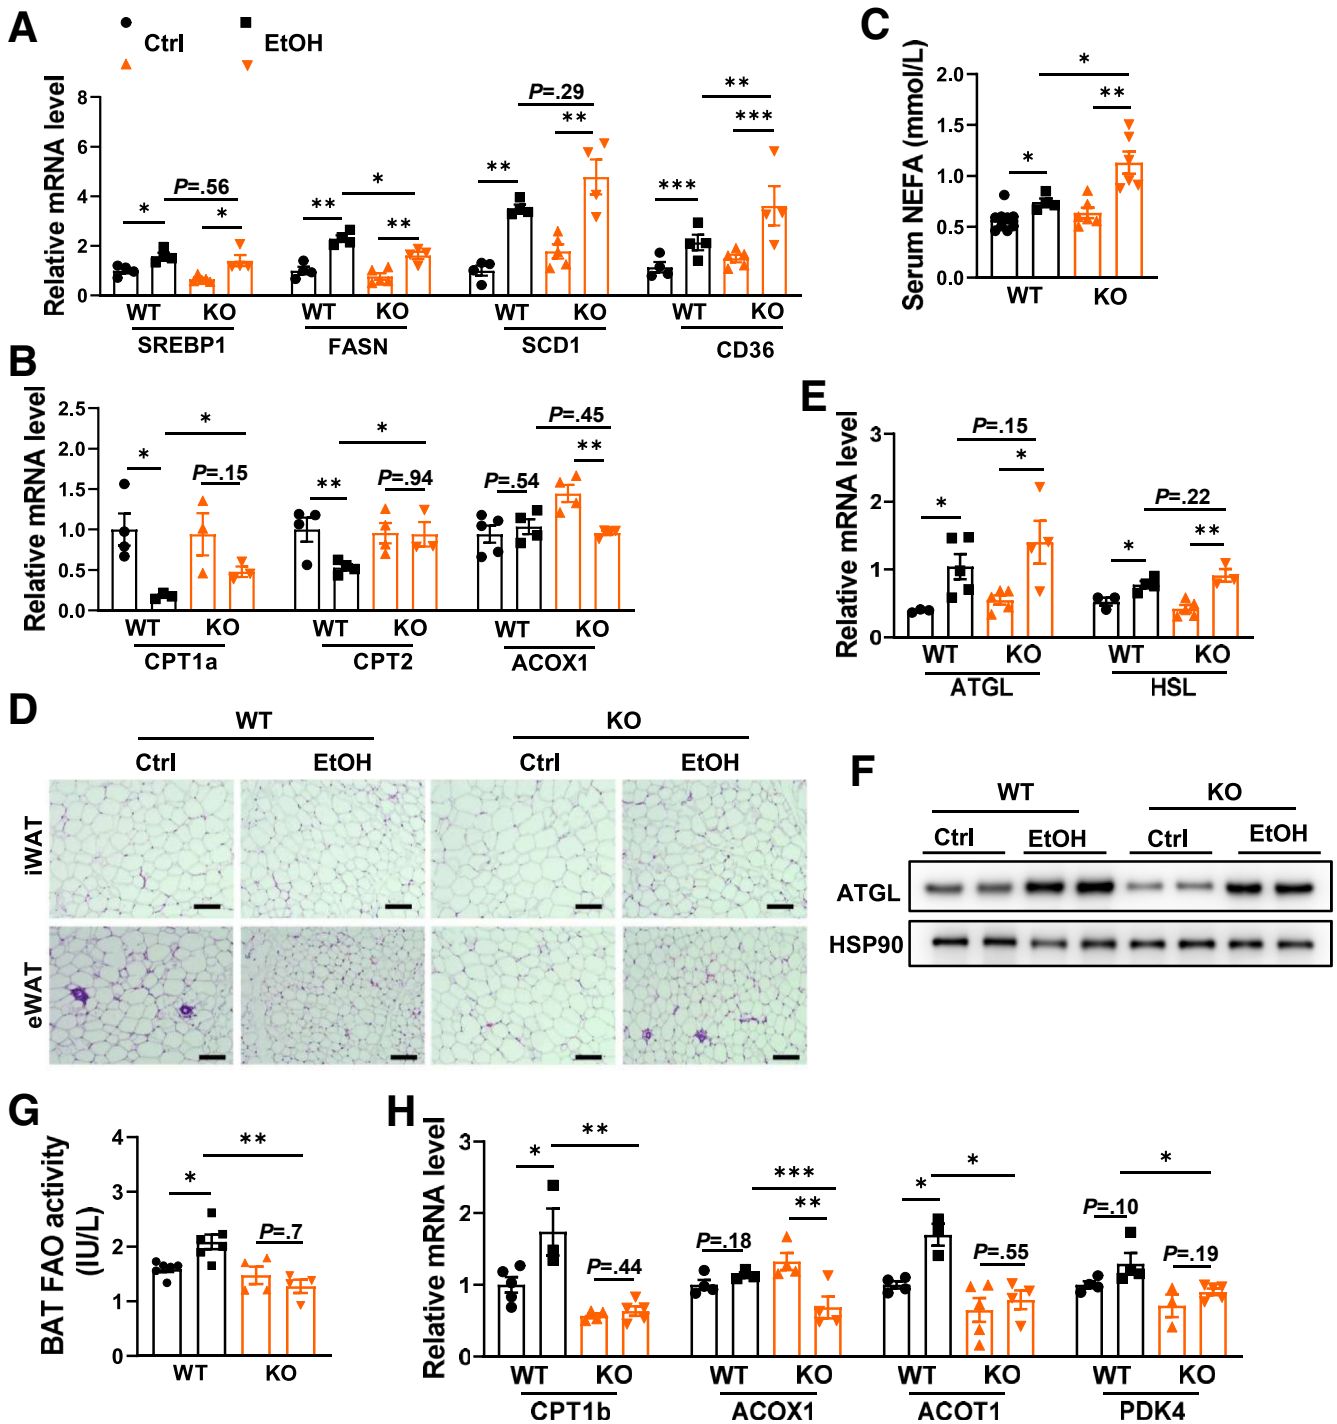 A
Ctrl
EtOH
Relative mRNA level
8
6
4
2
0
*
P=.56
*
**
*
**
**
P=.29
**
***
**
***
WT KO
SREBP1
WT KO
FASN
WT KO
SCD1
WT KO
CD36
C
Serum NEFA (mmol/L)
2.0
1.5
1.0
0.5
0.0
*
*
**
WT KO
B
Relative mRNA level
2.5
2.0
1.5
1.0
0.5
0.0
*
*
P=.15
**
*
P=.94
P=.54
P=.45
**
WT KO
CPT1a
WT KO
CPT2
WT KO
ACOX1
E
Relative mRNA level
3
2
1
0
*
P=.15
*
*
P=.22
**
WT KO
ATGL
WT KO
HSL
D
WT KO
Ctrl EtOH Ctrl EtOH
iWAT
eWAT
F
WT KO
Ctrl EtOH Ctrl EtOH
ATGL
HSP90
G
BAT FAO activity
(IU/L)
4
3
2
1
0
*
**
P=.7
WT KO
H
Relative mRNA level
3
2
1
0
*
**
P=.44
P=.18
***
**
*
*
P=.55
P=.10
*
P=.19
WT KO
CPT1b
WT KO
ACOX1
WT KO
ACOT1
WT KO
PDK4